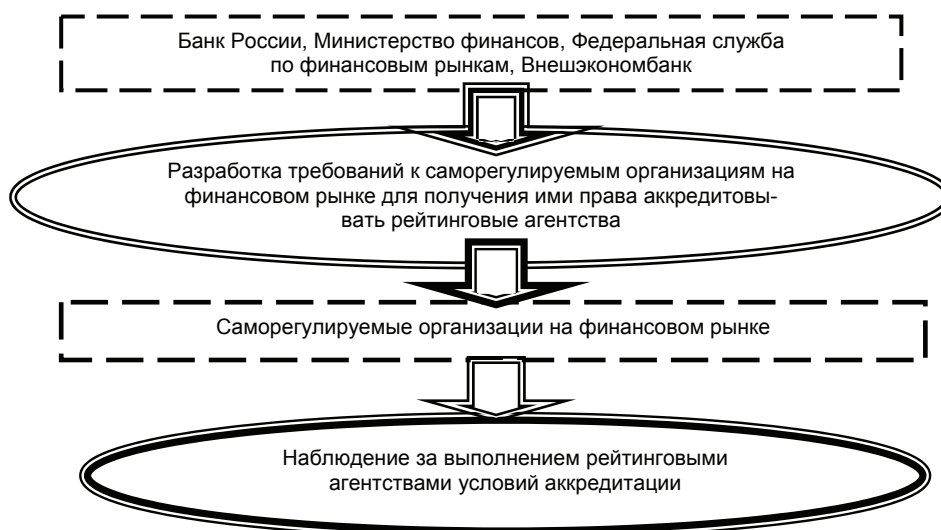 Банк России, Министерство финансов, Федеральная служба
по финансовым рынкам, Внешэкономбанк
Разработка требований к саморегулируемым организациям на
финансовом рынке для получения ими права аккредитовы-
вать рейтинговые агентства
Саморегулируемые организации на финансовом рынке
Наблюдение за выполнением рейтинговыми
агентствами условий аккредитации